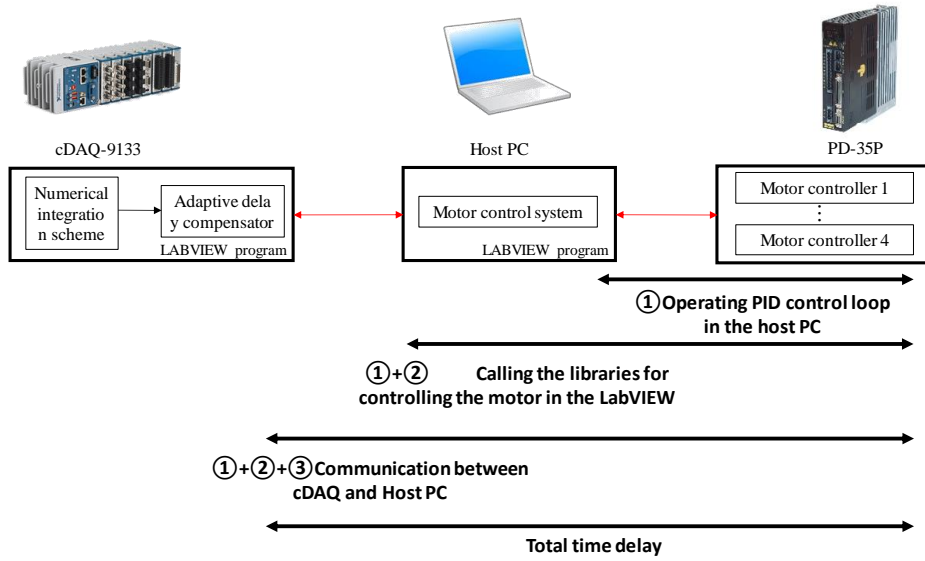 cDAQ-9133
Host PC
PD-35P
Numerical
integratio
n scheme
Adaptive dela
y compensator
LABVIEW program
Motor control system
LABVIEW program
Motor controller 1
⋮
Motor controller 4
①Operating PID control loop
in the host PC
①+② Calling the libraries for
controlling the motor in the LabVIEW
①+②+③Communication between
cDAQ and Host PC
Total time delay